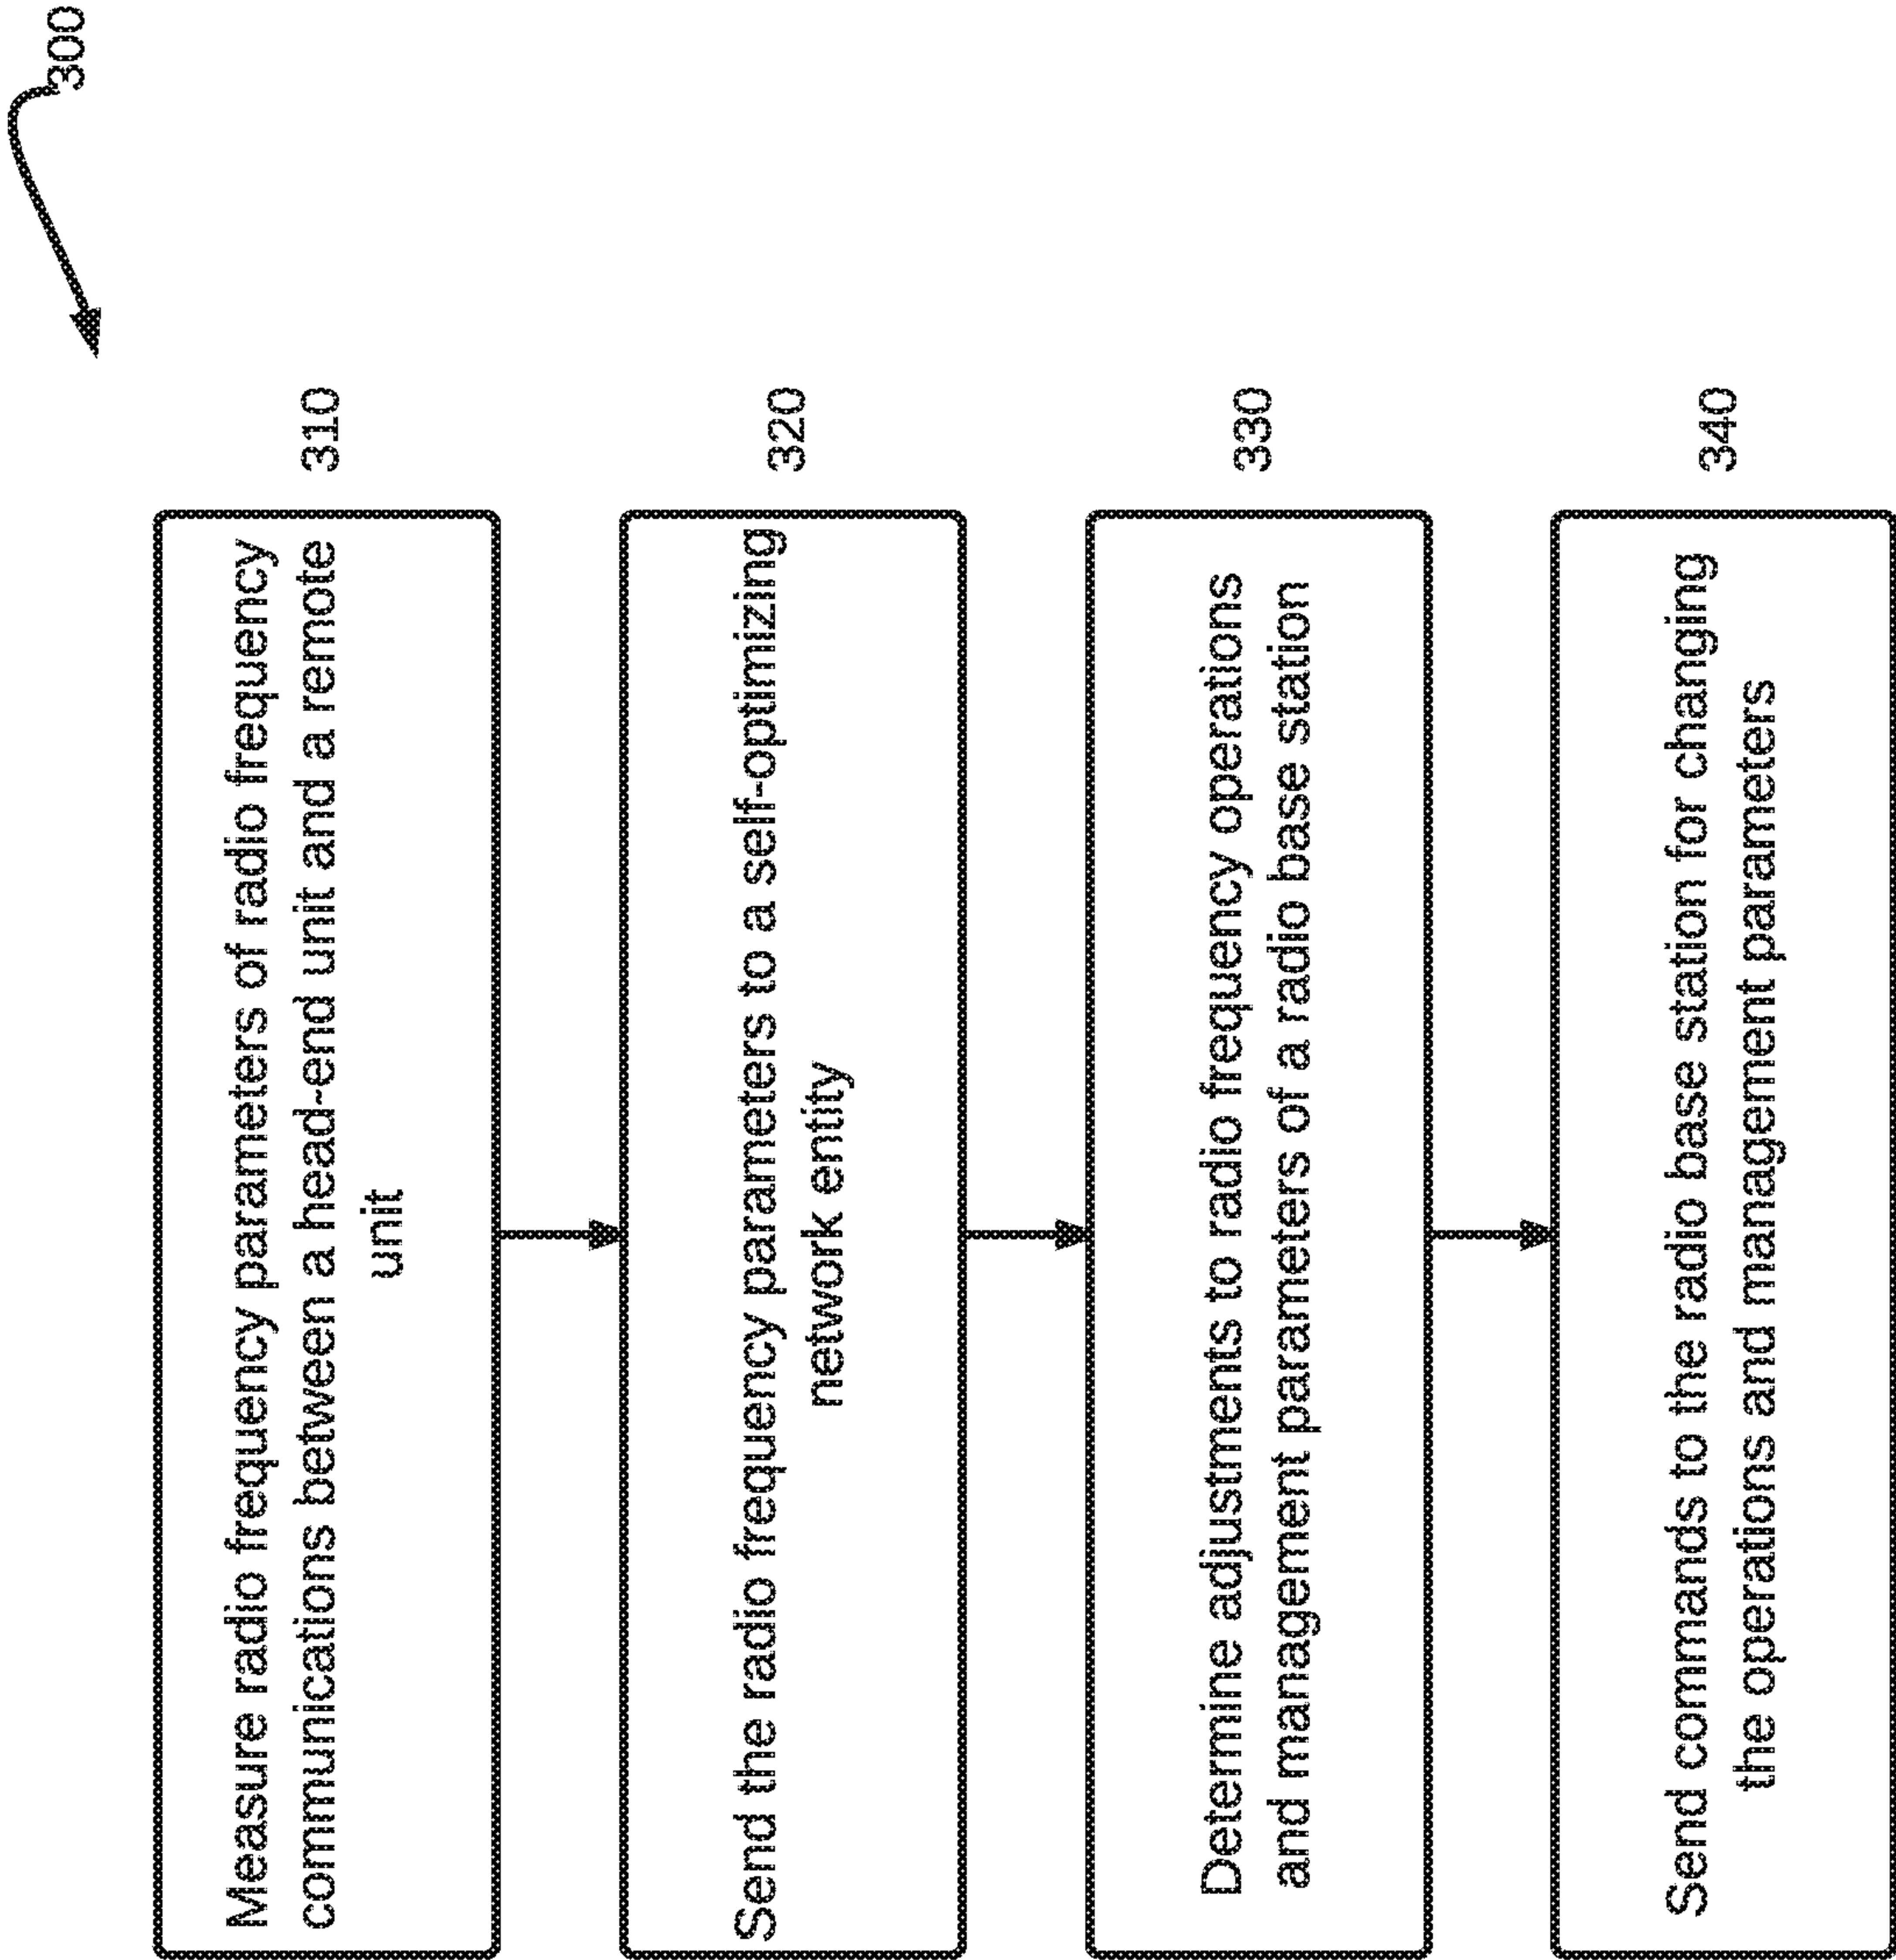 300
Measure radio frequency parameters of radio frequency
communications between a head-end unit and a remote
unit
310
Send the radio frequency parameters to a self-optimizing
network entity
320
Determine adjustments to radio frequency operations
and management parameters of a radio base station
330
Send commands to the radio base station for changing
the operations and management parameters
340